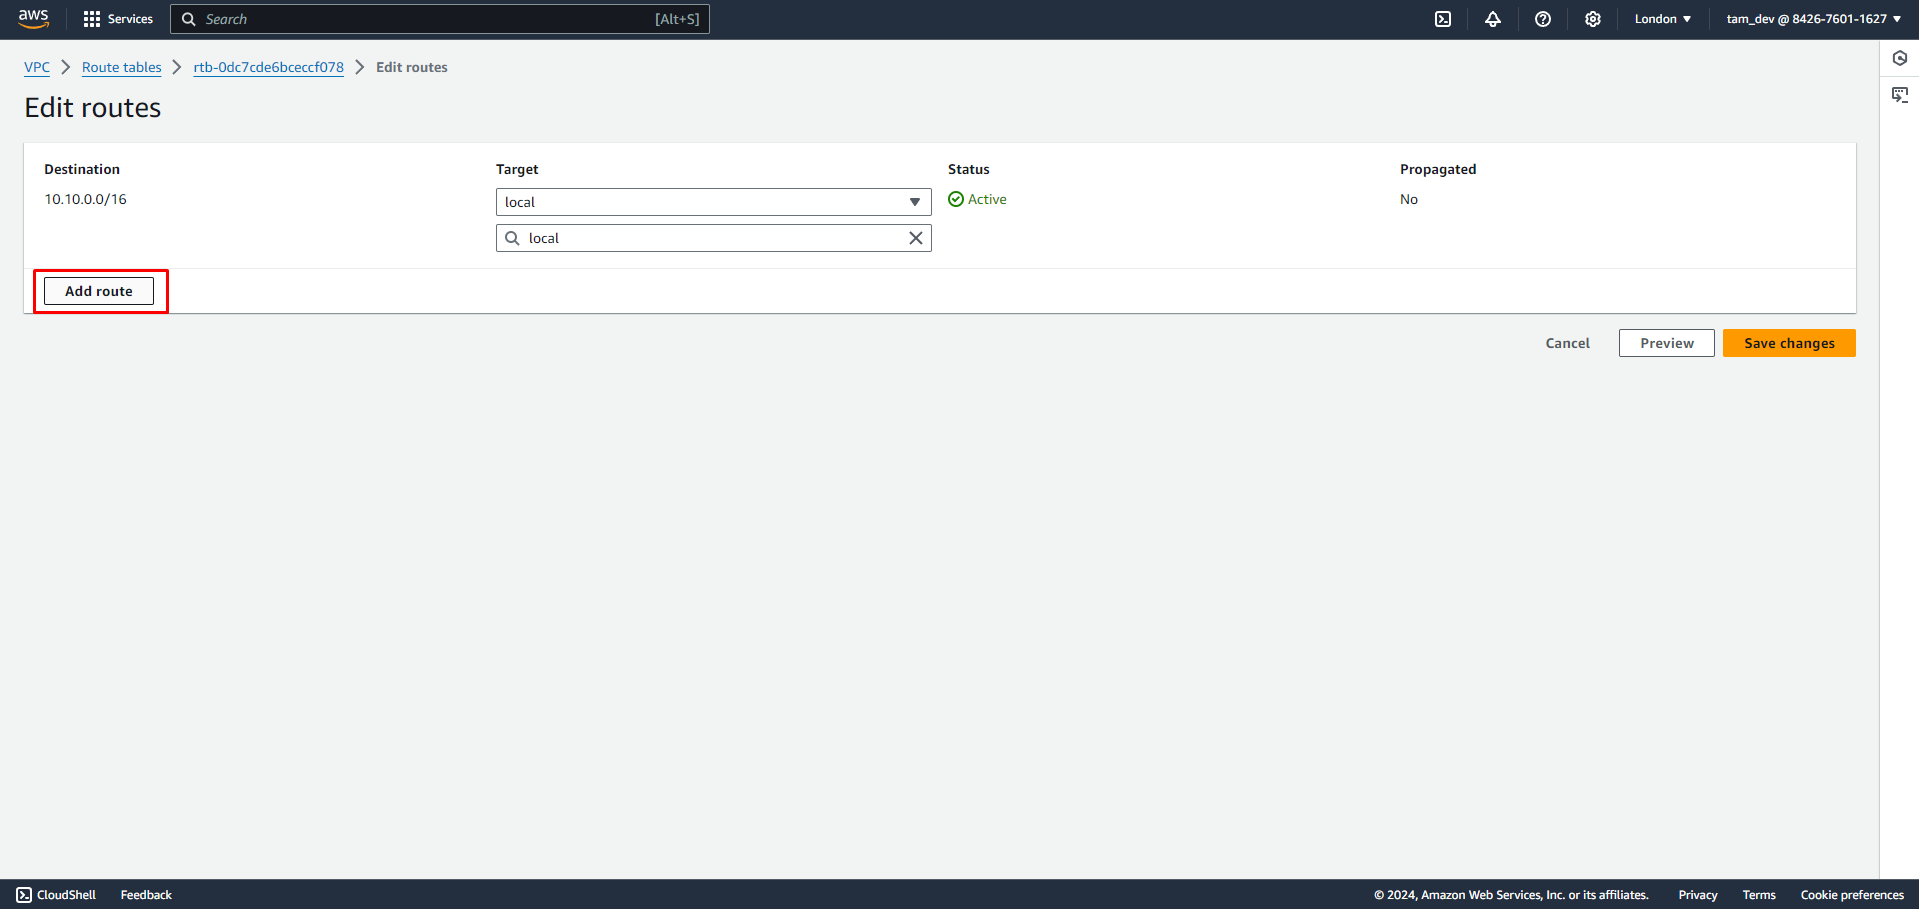 aws
Services
Search [Alt+S]
London
tam_dev @ 8426-7601-1627
VPC Route tables rtb-0dc7cde6bceccf078 Edit routes
Edit routes
Destination Target Status Propagated
10.10.0.0/16 local Active No
local
Add route
Cancel Preview Save changes
CloudShell Feedback © 2024, Amazon Web Services, Inc. or its affiliates. Privacy Terms Cookie preferences